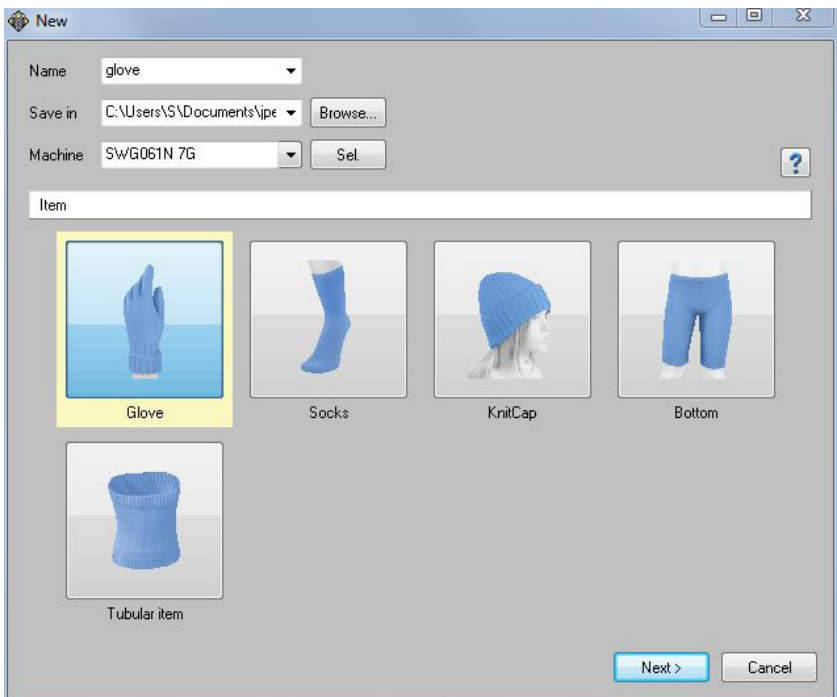 New
Name glove
Save in C:\Users\S\Documents\ipe Browse...
Machine SWG061N 7G Sel.
?
Item
Glove Socks KnitCap Bottom
Tubular item
Next > Cancel